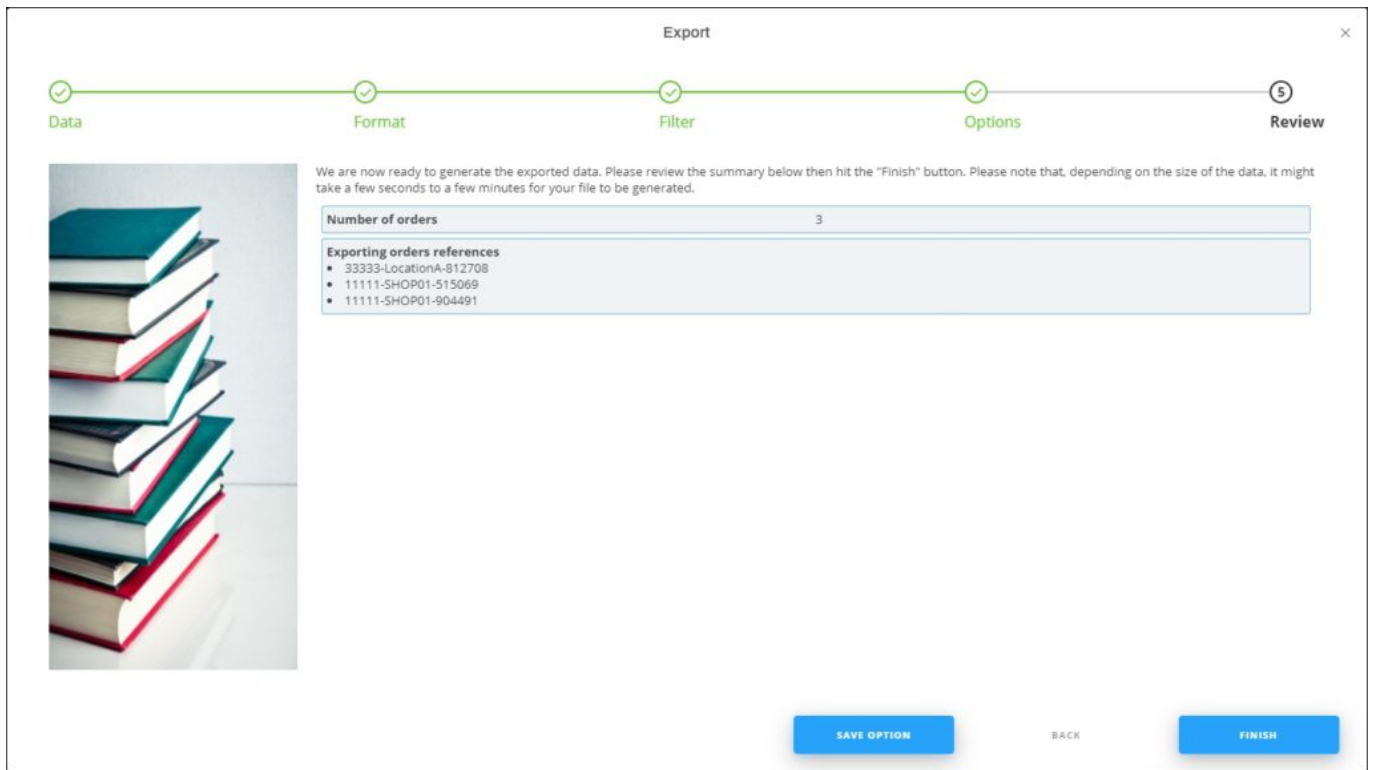 Export
5
Data
Format
Filter
Options
Review
We are now ready to generate the exported data. Please review the summary below then hit the "Finish" button. Please note that, depending on the size of the data, it might
take a few seconds to a few minutes for your file to be generated.
Number of orders 3
Exporting orders references
• 33333-LocationA-812708
• 11111-SHOP01-515069
• 11111-SHOP01-904491
SAVE OPTION
BACK
FINISH